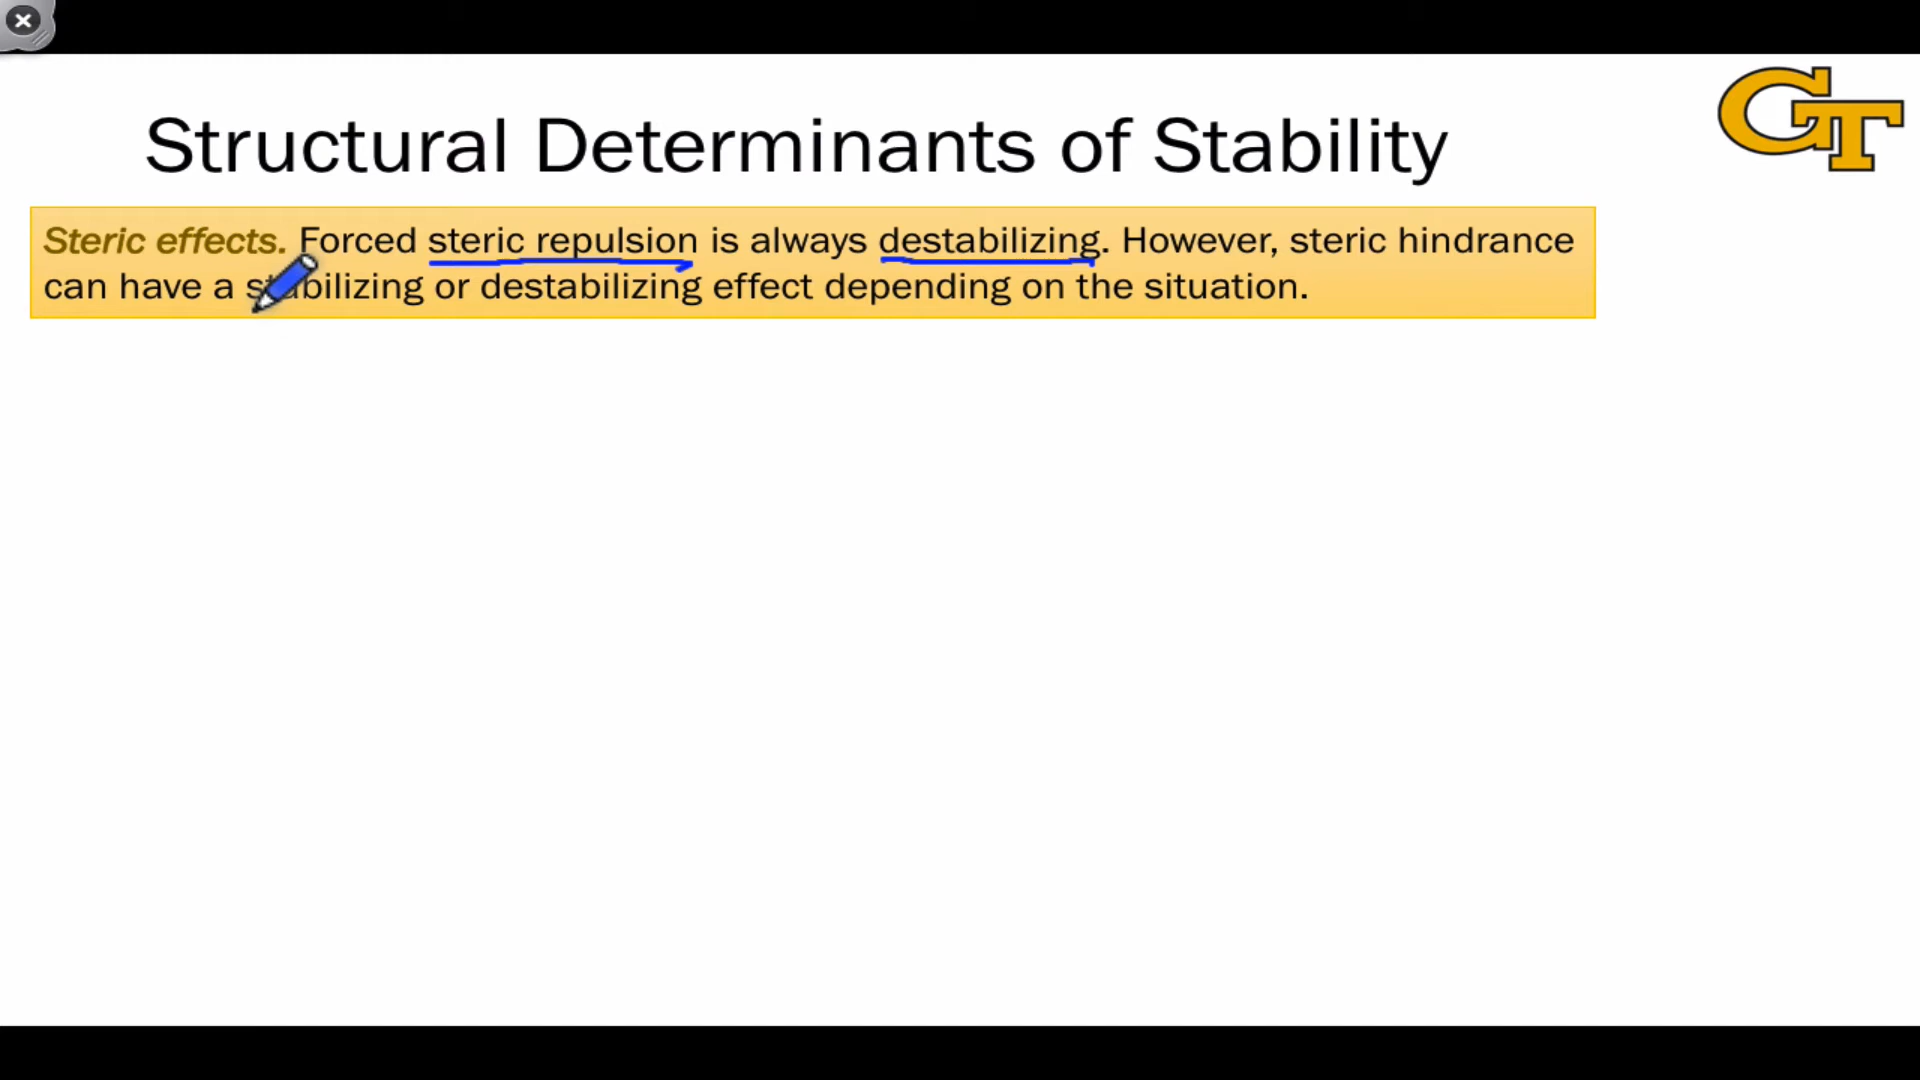 GT
Structural Determinants of Stability
Steric effects. Forced steric repulsion is always destabilizing. However, steric hindrance
can have a stabilizing or destabilizing effect depending on the situation.